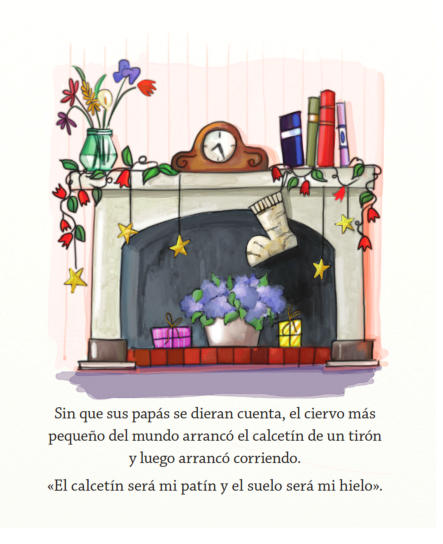 Sin que sus papás se dieran cuenta, el ciervo más
pequeño del mundo arrancó el calcetín de un tirón
y luego arrancó corriendo.
«El calcetín será mi patín y el suelo será mi hielo».